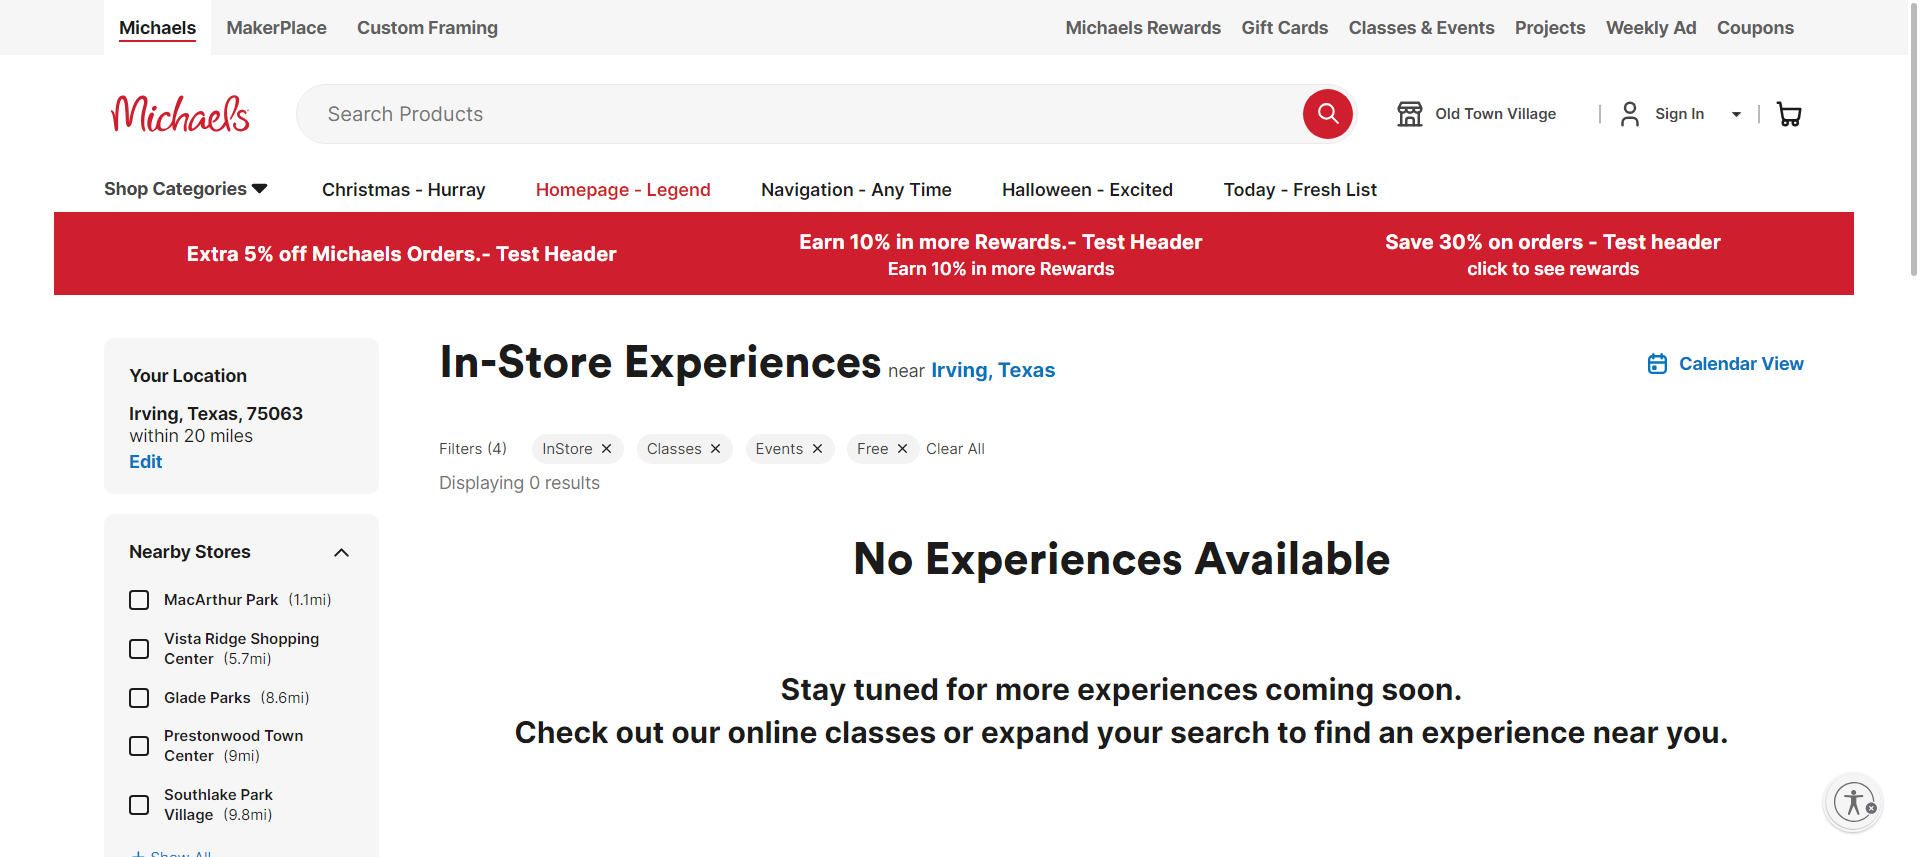 Michaels
MakerPlace
Custom Framing
Michaels Rewards
Gift Cards
Classes & Events
Projects
Weekly Ad
Coupons
Michaels
Search Products
Old Town Village
Sign In
Shop Categories
Christmas - Hurray
Homepage - Legend
Navigation - Any Time
Halloween - Excited
Today - Fresh List
Extra 5% off Michaels Orders.- Test Header
Earn 10% in more Rewards.- Test Header
Earn 10% in more Rewards
Save 30% on orders - Test header
click to see rewards
Your Location
Irving, Texas, 75063
within 20 miles
Edit
Nearby Stores
MacArthur Park (1.1mi)
Vista Ridge Shopping
Center (5.7mi)
Glade Parks (8.6mi)
Prestonwood Town
Center (9mi)
Southlake Park
Village (9.8mi)
+ Show All
In-Store Experiences near Irving, Texas
Calendar View
Filters (4)
InStore
Classes
Events
Free
Clear All
Displaying 0 results
No Experiences Available
Stay tuned for more experiences coming soon.
Check out our online classes or expand your search to find an experience near you.